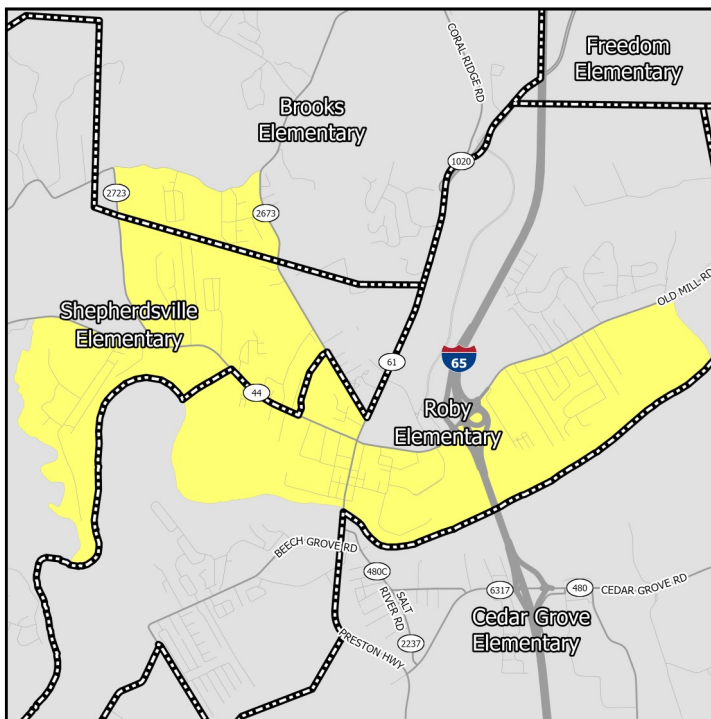 Freedom
Elementary
CORAL RIDGE RD
Brooks
Elementary
1020
2723
2673
OLD MILL RD
Shepherdsville
Elementary
61
65
44
Roby
Elementary
BEECH GROVE RD
480C
SALT
RIVER RD
6317
480
CEDAR GROVE RD
Cedar Grove
Elementary
PRESTON HWY
2237